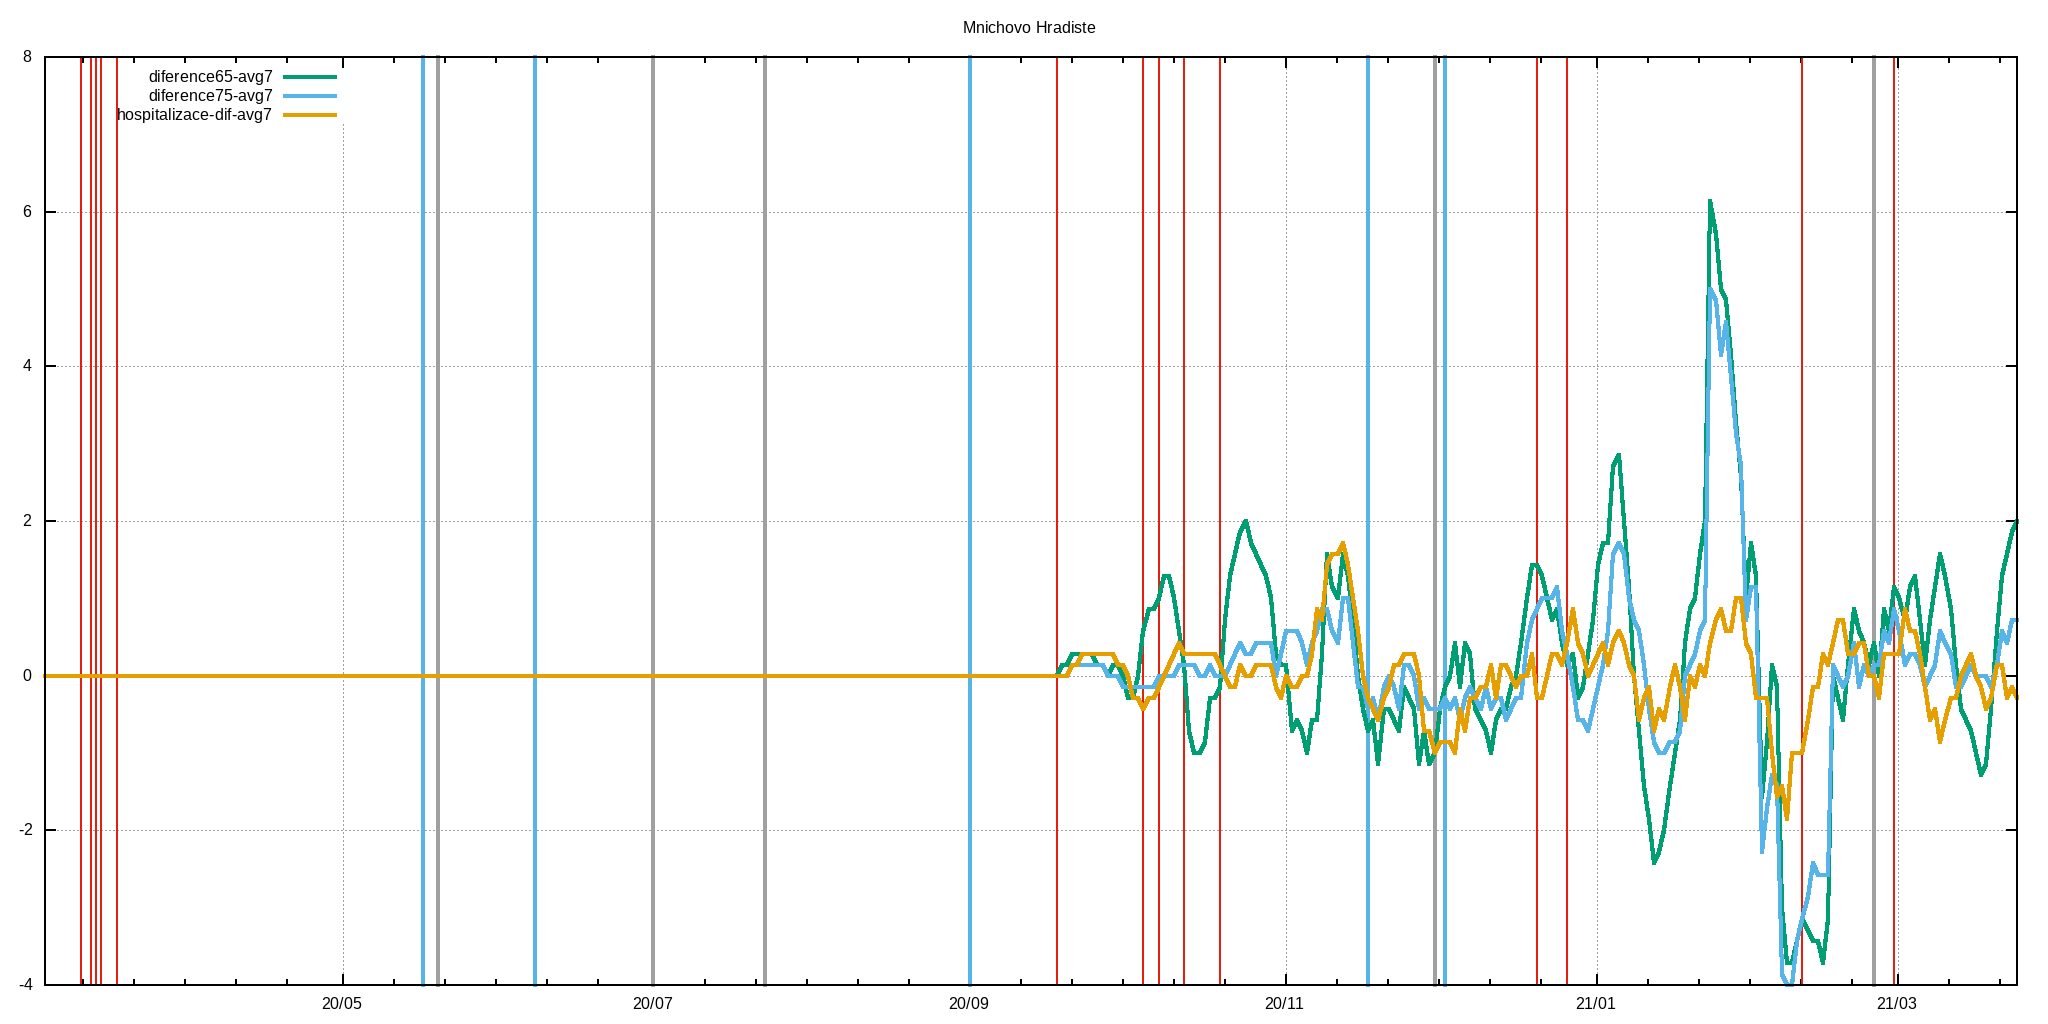 Mnichovo Hradiste
8
6
4
2
0
-2
-4
diference65-avg7
diference75-avg7
hospitalizace-dif-avg7
20/05 20/07 20/09 20/11 21/01 21/03